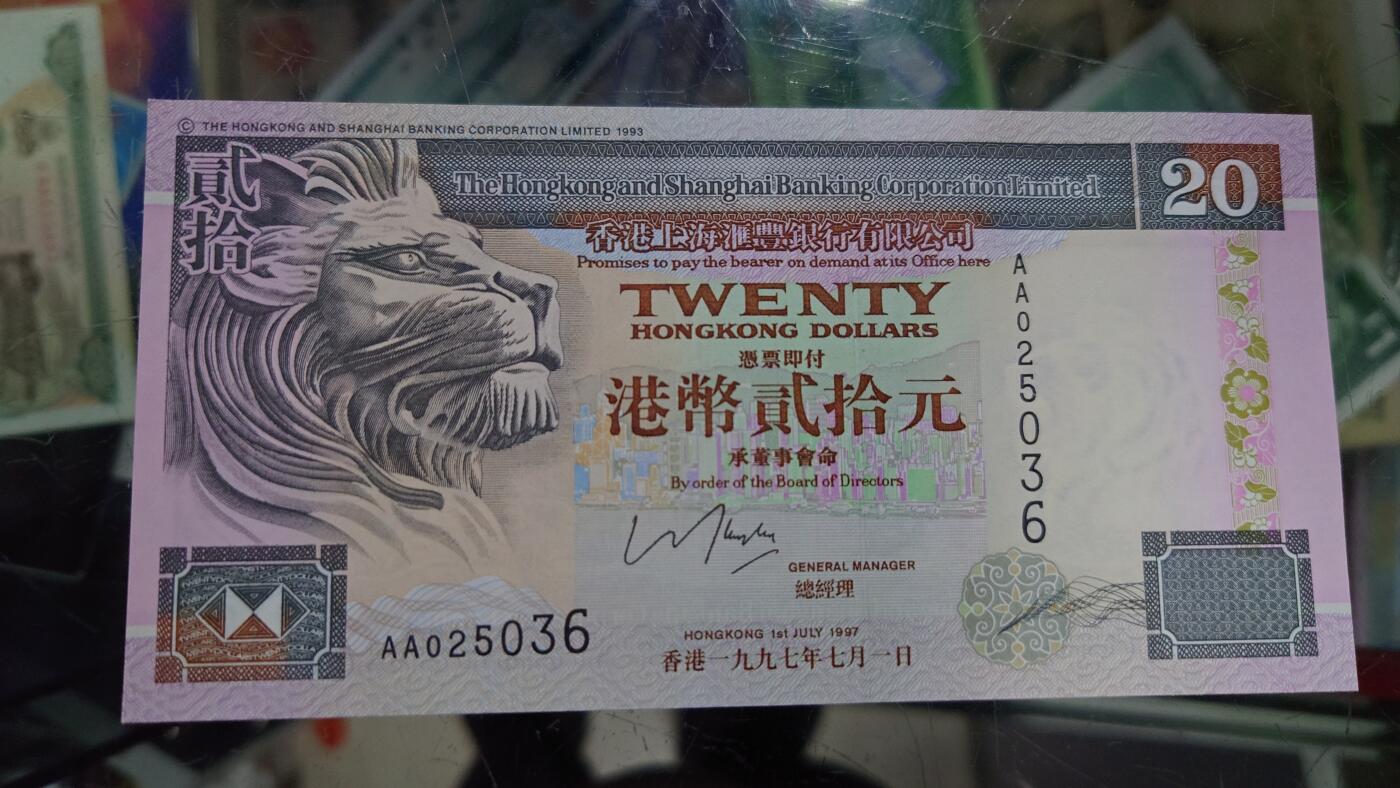 © THE HONGKONG AND SHANGHAI BANKING CORPORATION LIMITED 1993
貳拾
The Hongkong and Shanghai Banking Corporation Limited
20
香港上海滙豐銀行有限公司
Promises to pay the bearer on demand at its Office here
AA025036
TWENTY
HONGKONG DOLLARS
憑票即付
港幣貳拾元
承董事會命
By order of the Board of Directors
GENERAL MANAGER
總經理
AA025036
HONGKONG 1st JULY 1997
香港一九九七年七月一日